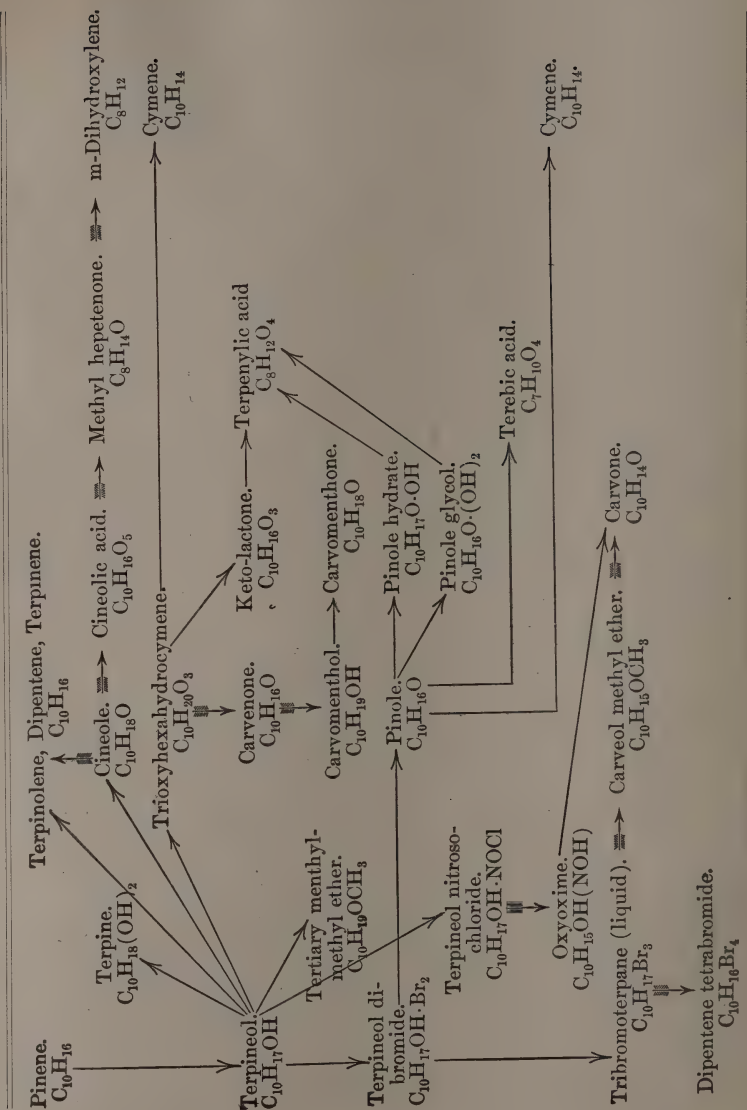 Pinene.
C₁₀H₁₆
Terpineol.
C₁₀H₁₇OH
Terpineol di-
bromide.
C₁₀H₁₇OH·Br₂
Tribromoterpane (liquid).
C₁₀H₁₇Br₃
Dipentene tetrabromide.
C₁₀H₁₆Br₄
Terpine.
C₁₀H₁₈(OH)₂
Tertiary menthyl-
methyl ether.
C₁₀H₁₉OCH₃
Terpineol nitroso-
chloride.
C₁₀H₁₇OH·NOCl
Oxyoxime.
C₁₀H₁₅OH(NOH)
Carveol methyl ether.
C₁₀H₁₅OCH₃
Carvone.
C₁₀H₁₄O
Terpinolene, Dipentene, Terpinene.
C₁₀H₁₆
Cineole.
C₁₀H₁₈O
Cineolic acid.
C₁₀H₁₆O₅
Methyl hepetenone.
C₈H₁₄O
m-Dihydroxylene.
C₈H₁₂
Trioxyhexahydrocymene.
C₁₀H₂₀O₃
Cymene.
C₁₀H₁₄
Carvenone.
C₁₀H₁₆O
Keto-lactone.
C₁₀H₁₆O₃
Terpenylic acid
C₈H₁₂O₄
Carvomenthol.
C₁₀H₁₉OH
Carvomenthone.
C₁₀H₁₈O
Pinole.
C₁₀H₁₆O
Pinole hydrate.
C₁₀H₁₇O·OH
Pinole glycol.
C₁₀H₁₆O·(OH)₂
Terebic acid.
C₇H₁₀O₄
Cymene.
C₁₀H₁₄.